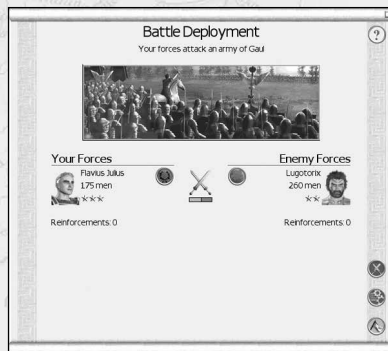 Battle Deployment
Your forces attack an army of Gaul
?
Your Forces
Flavius Julius
175 men
Enemy Forces
Lugotorix
260 men
Reinforcements: 0
Reinforcements: 0